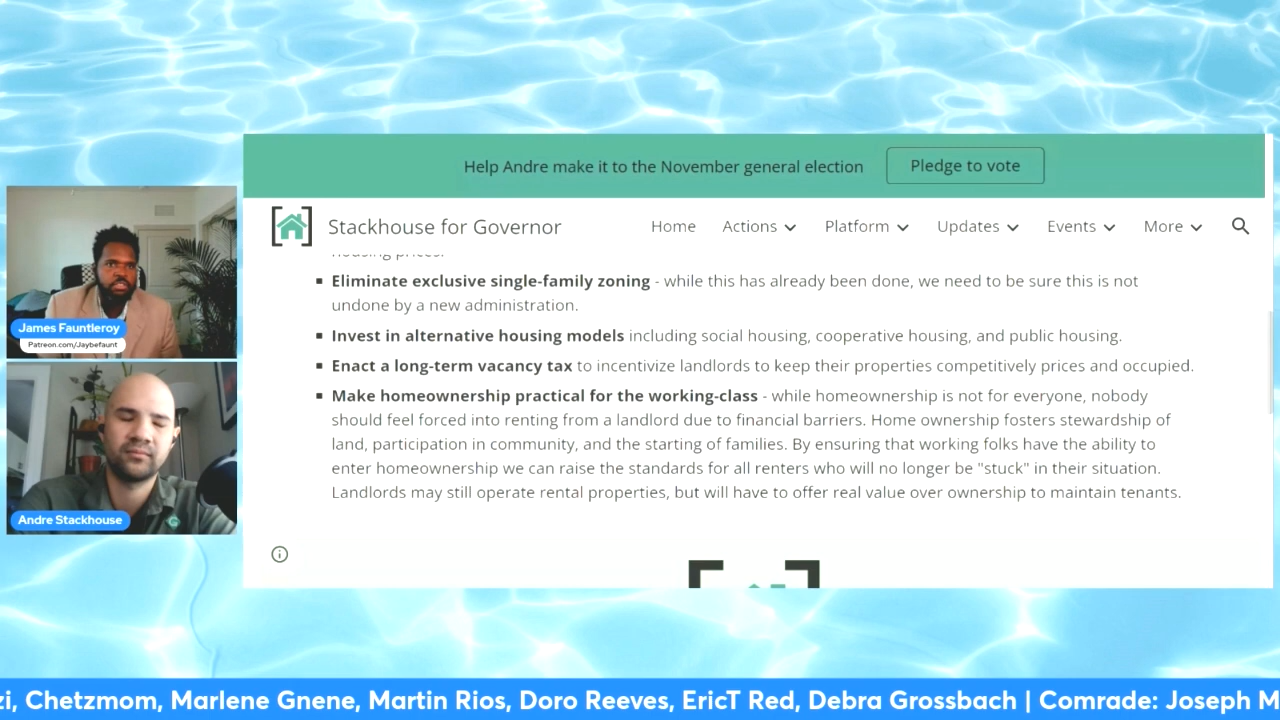 Help Andre make it to the November general election
Pledge to vote
Stackhouse for Governor
Home
Actions
Platform
Updates
Events
More
housing prices.
Eliminate exclusive single-family zoning - while this has already been done, we need to be sure this is not
undone by a new administration.
Invest in alternative housing models including social housing, cooperative housing, and public housing.
Enact a long-term vacancy tax to incentivize landlords to keep their properties competitively prices and occupied.
Make homeownership practical for the working-class - while homeownership is not for everyone, nobody
should feel forced into renting from a landlord due to financial barriers. Home ownership fosters stewardship of
land, participation in community, and the starting of families. By ensuring that working folks have the ability to
enter homeownership we can raise the standards for all renters who will no longer be "stuck" in their situation.
Landlords may still operate rental properties, but will have to offer real value over ownership to maintain tenants.
James Fauntleroy
Patreon.com/Jaybefaunt
Andre Stackhouse
zi, Chetzmom, Marlene Gnene, Martin Rios, Doro Reeves, EricT Red, Debra Grossbach | Comrade: Joseph M